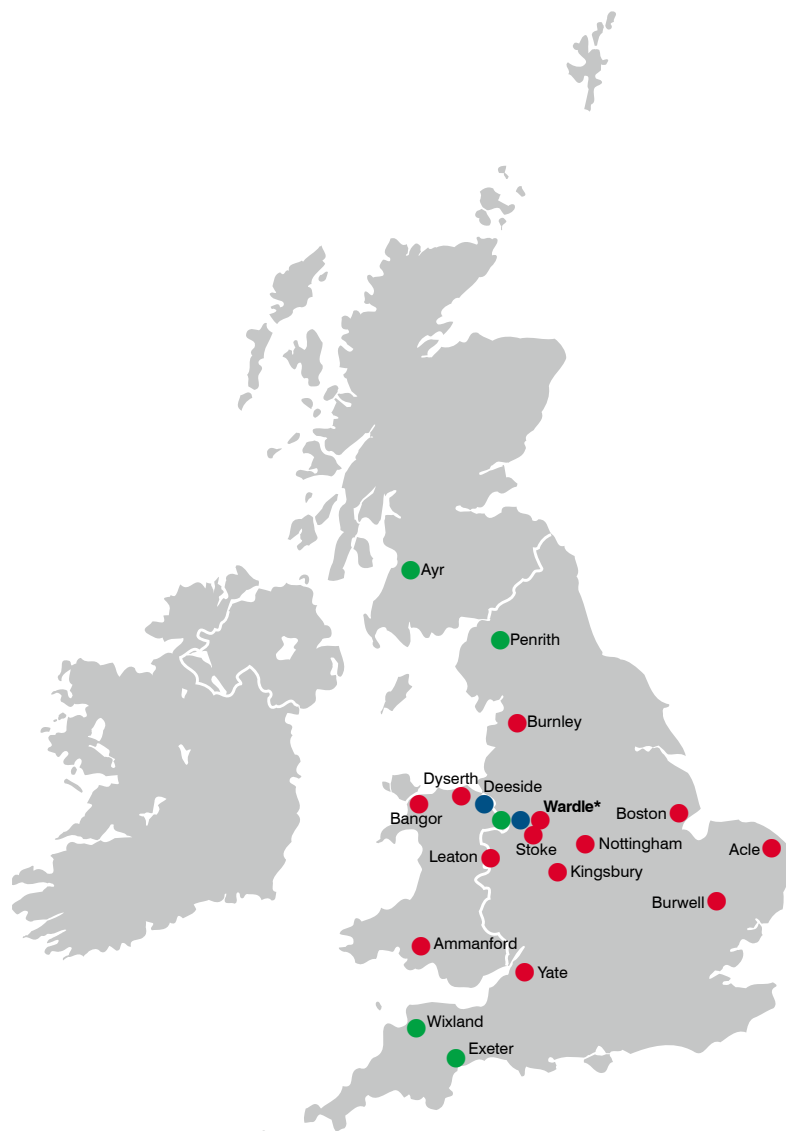 Ayr
Penrith
Burnley
Dyserth
Deeside
Wardle*
Bangor
Boston
Stoke
Nottingham
Acle
Leaton
Kingsbury
Burwell
Ammanford
Yate
Wixland
Exeter